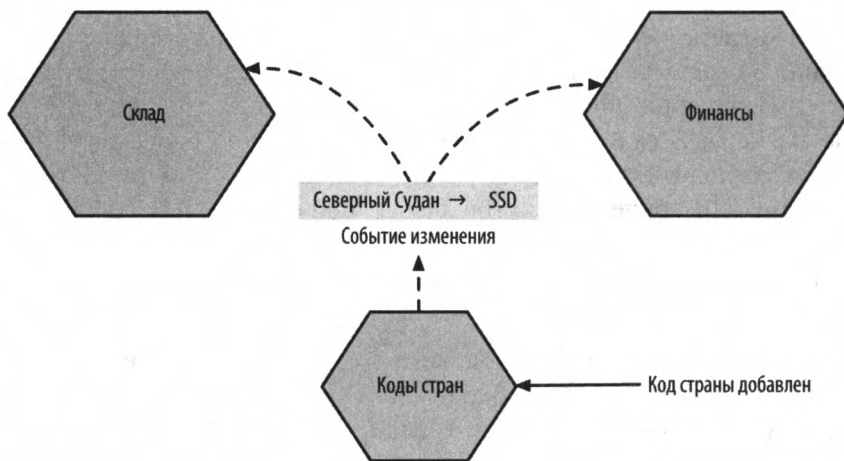 Склад
Финансы
Северный Судан → SSD
Событие изменения
Коды стран
Код страны добавлен